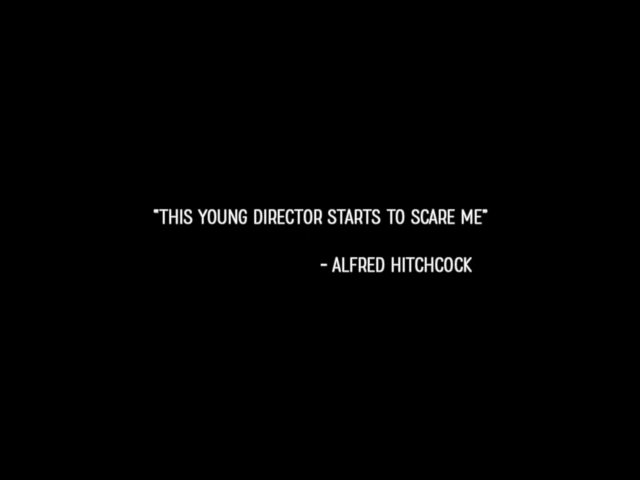 "THIS YOUNG DIRECTOR STARTS TO SCARE ME"
- ALFRED HITCHCOCK